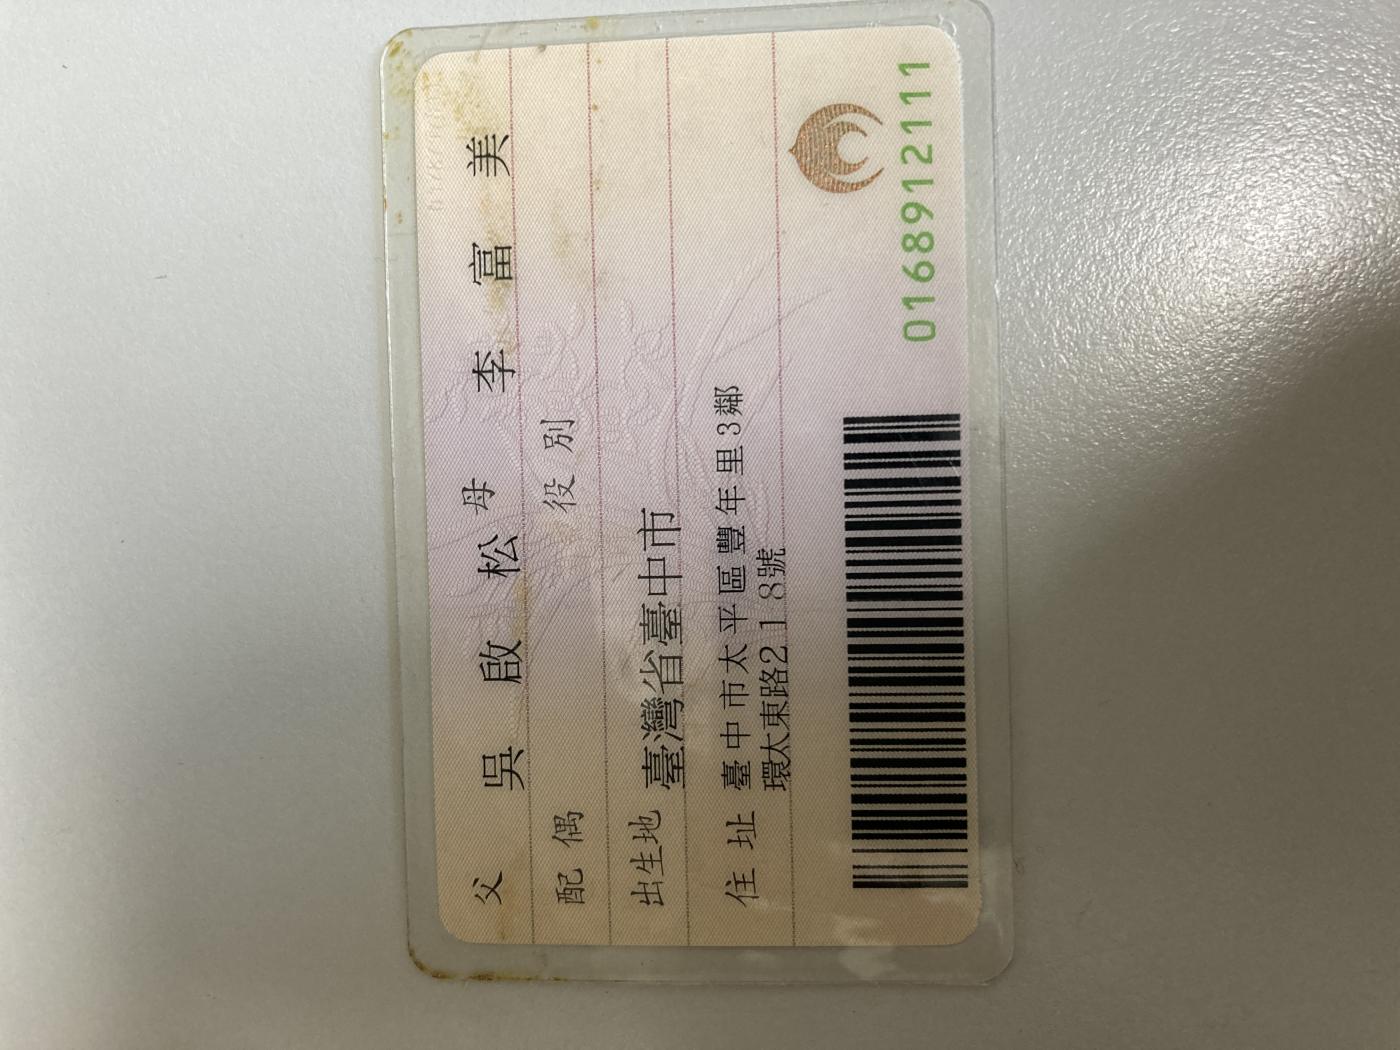 父 吳啟松 母 李富美
配偶 役別
出生地 臺灣省臺中市
住址 臺中市太平區豐年里3鄰
環太東路218號
0168912111